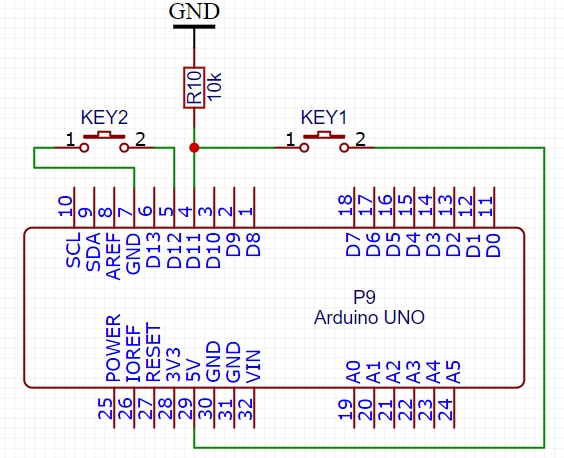 GND
R10
10k
KEY2
KEY1
1 2
1 2
10 9 8 7 6 5 4 3 2 1
18 17 16 15 14 13 12 11
SCL SDA AREF GND D13 D12 D11 D10 D9 D8
D7 D6 D5 D4 D3 D2 D1 D0
P9
Arduino UNO
POWER IOREF RESET 3V3 5V GND GND VIN
A0 A1 A2 A3 A4 A5
25 26 27 28 29 30 31 32
19 20 21 22 23 24